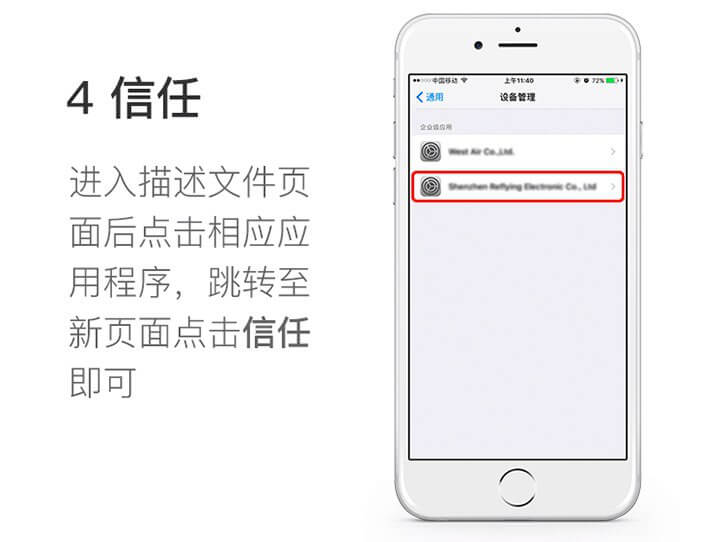 4 信任
进入描述文件页
面后点击相应应
用程序，跳转至
新页面点击信任
即可
中国移动
上午11:40
72%
通用
设备管理
企业级应用
West Air Co.,Ltd.
Shenzhen Reflying Electronic Co., Ltd